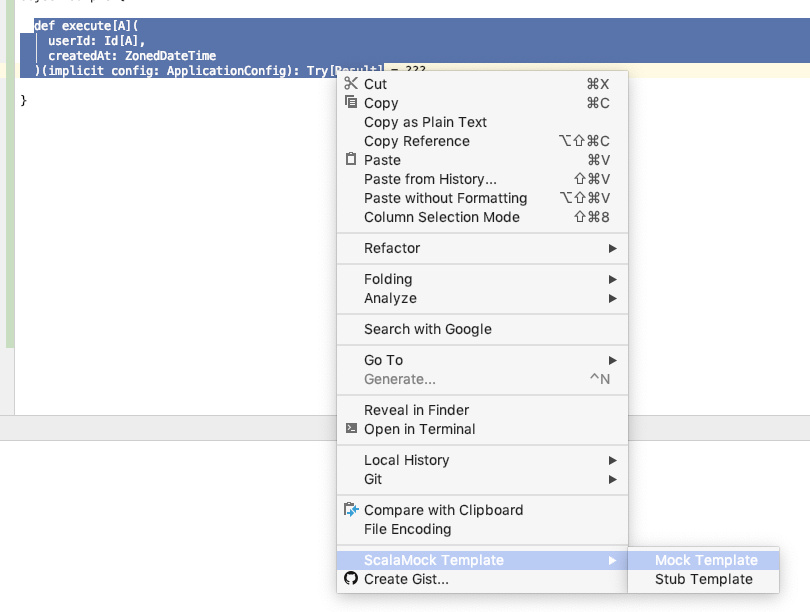 def execute[A](
userId: Id[A],
createdAt: ZonedDateTime
)(implicit config: ApplicationConfig): Try[Result] = ???
}
Cut ⌘X
Copy ⌘C
Copy as Plain Text
Copy Reference ⌥⇧⌘C
Paste ⌘V
Paste from History... ⇧⌘V
Paste without Formatting ⌥⇧⌘V
Column Selection Mode ⇧⌘8
Refactor
Folding
Analyze
Search with Google
Go To
Generate... ^N
Reveal in Finder
Open in Terminal
Local History
Git
Compare with Clipboard
File Encoding
ScalaMock Template
Mock Template
Create Gist...
Stub Template